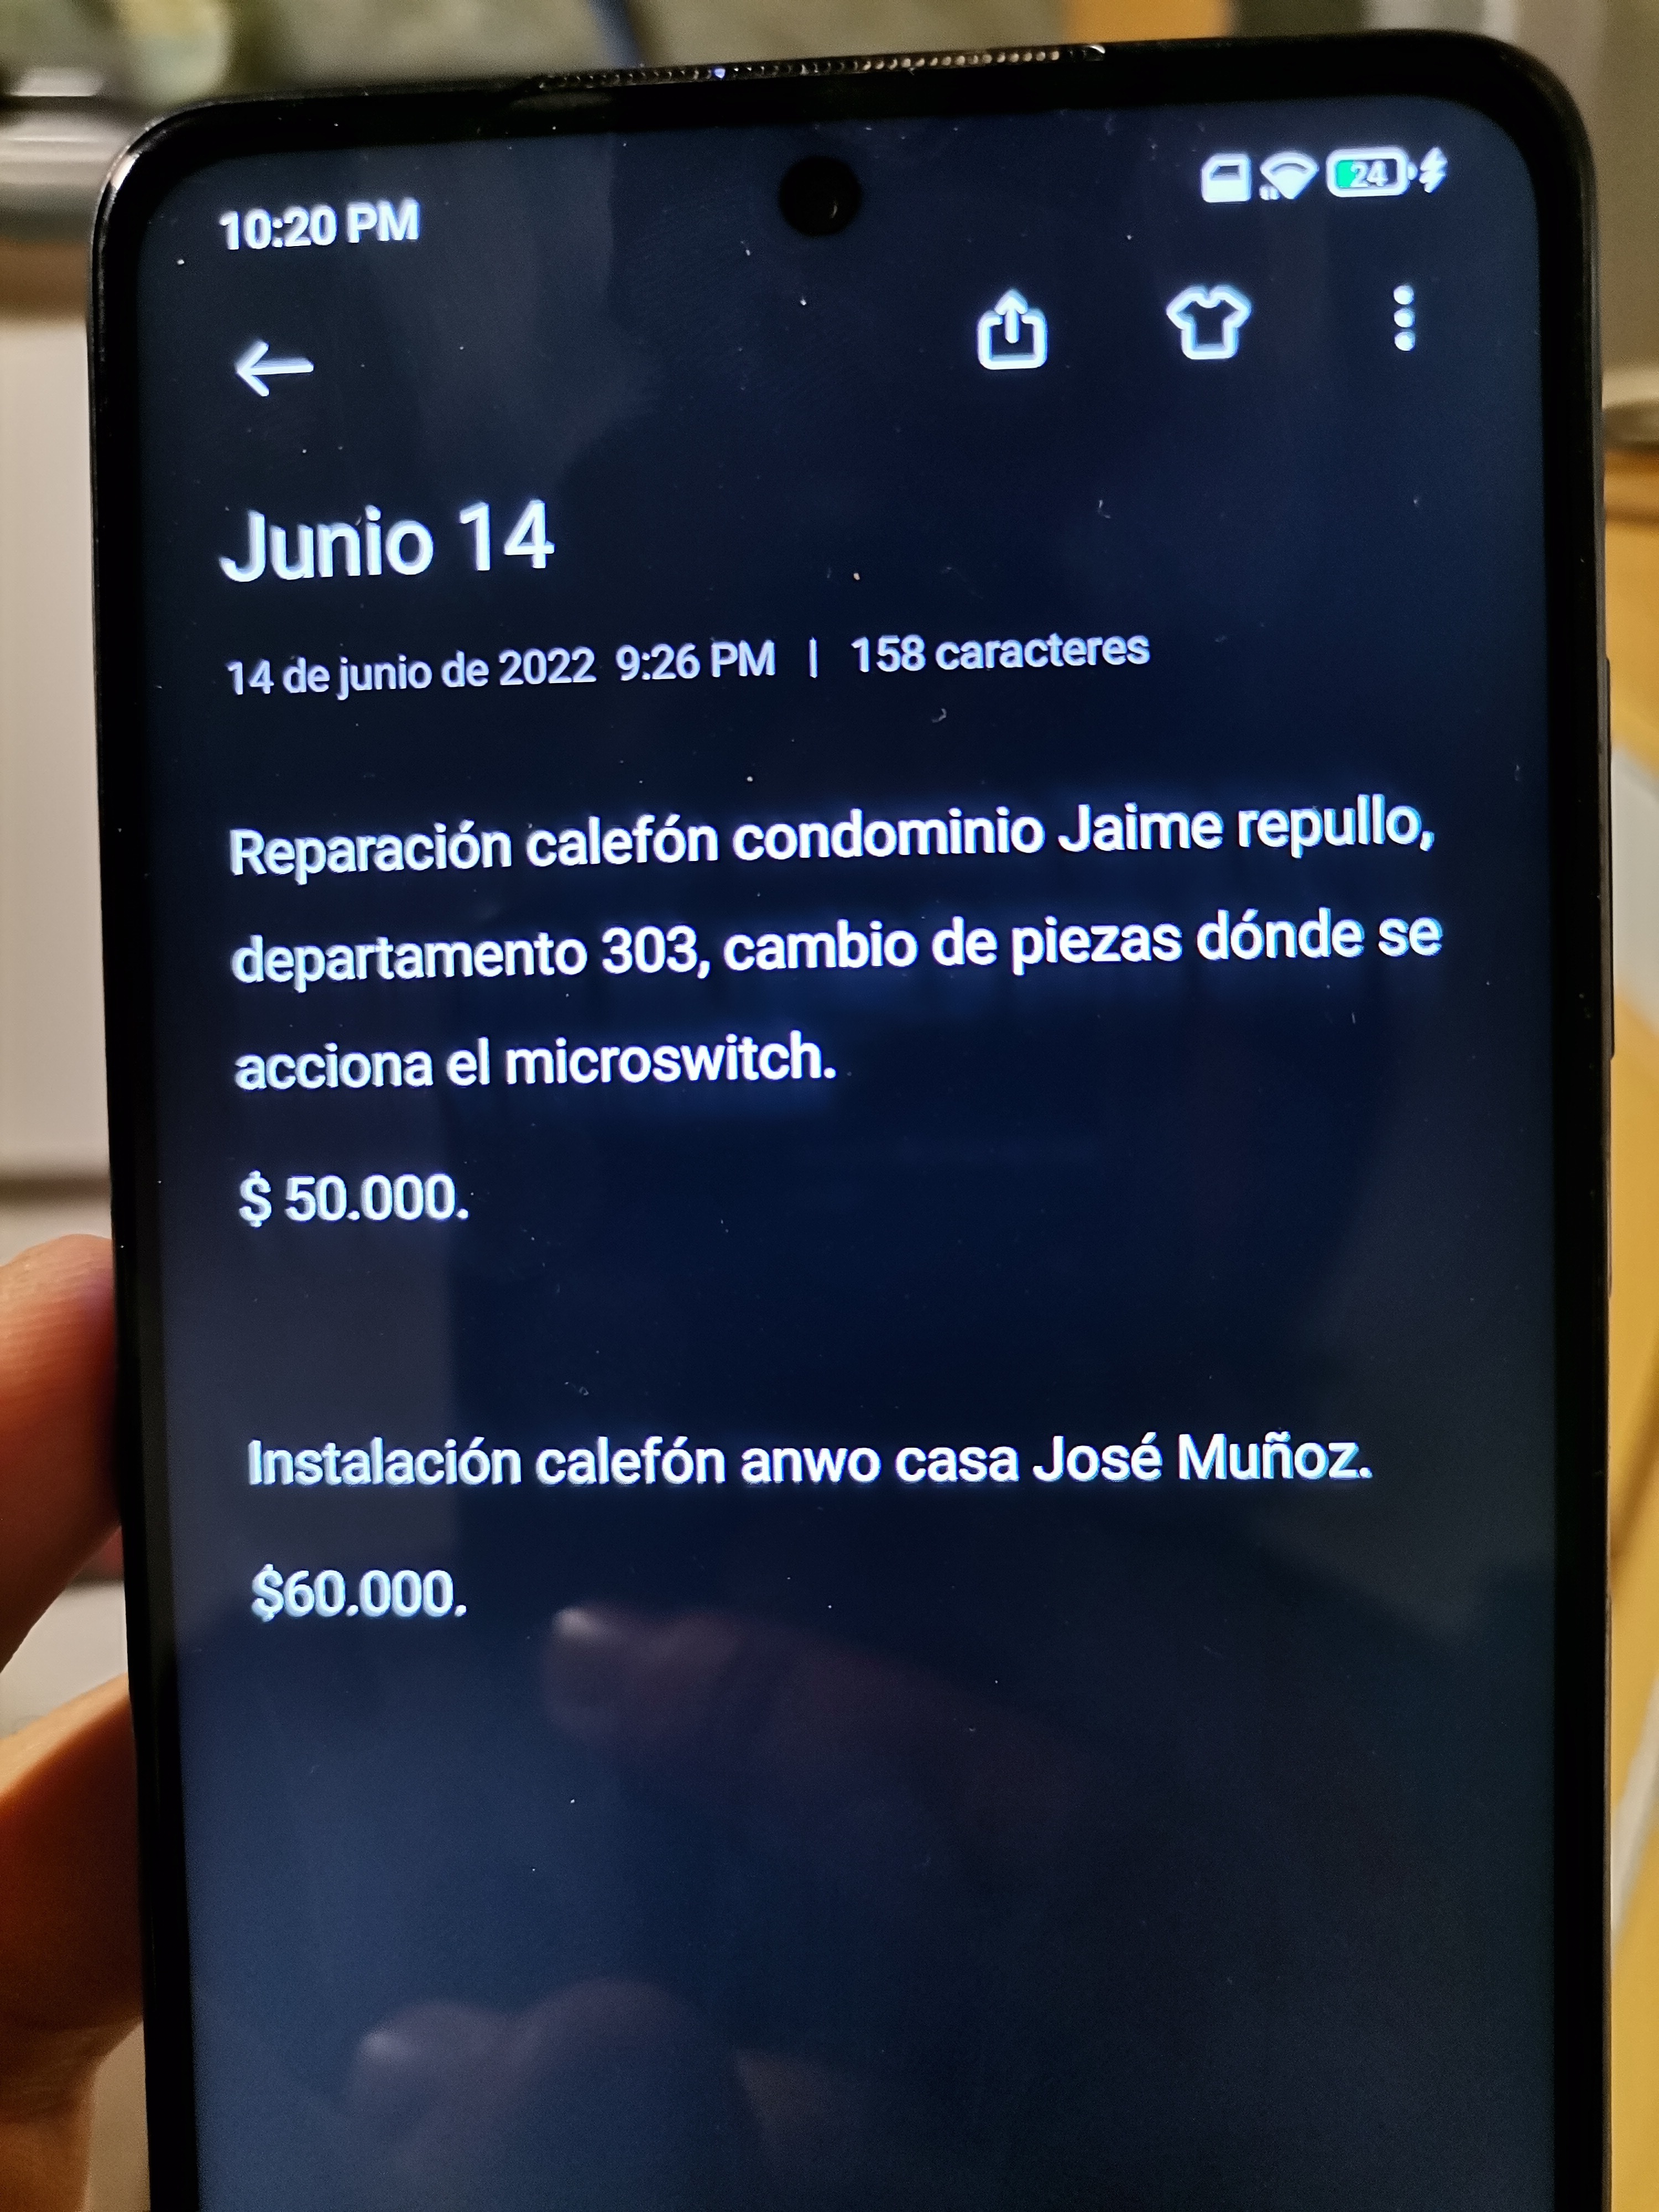 10:20 PM
24
Junio 14
14 de junio de 2022 9:26 PM | 158 caracteres
Reparación calefón condominio Jaime repullo,
departamento 303, cambio de piezas dónde se
acciona el microswitch.
$ 50.000.
Instalación calefón anwo casa José Muñoz.
$60.000.